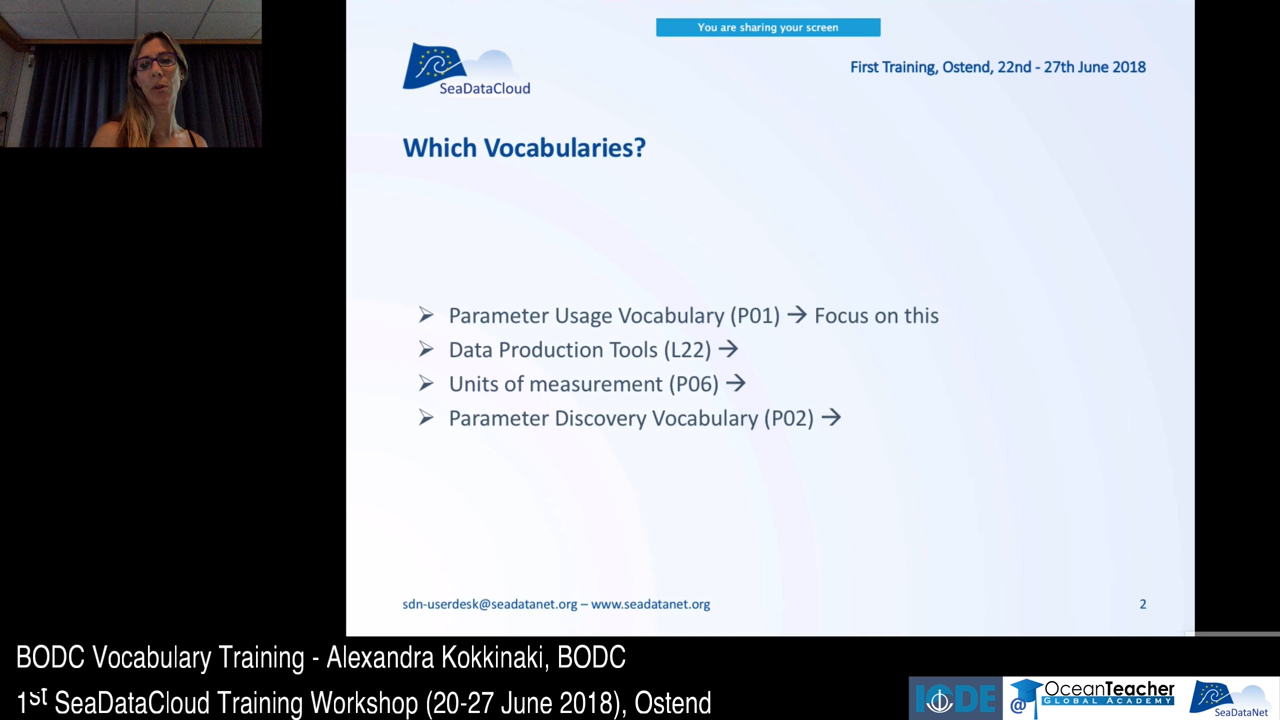 You are sharing your screen
SeaDataCloud
First Training, Ostend, 22nd - 27th June 2018
Which Vocabularies?
➢ Parameter Usage Vocabulary (P01) → Focus on this
➢ Data Production Tools (L22) →
➢ Units of measurement (P06) →
➢ Parameter Discovery Vocabulary (P02) →
sdn-userdesk@seadatanet.org – www.seadatanet.org
2
BODC Vocabulary Training - Alexandra Kokkinaki, BODC
1st SeaDataCloud Training Workshop (20-27 June 2018), Ostend
IODE
@ OceanTeacher
GLOBAL ACADEMY
SeaDataNet